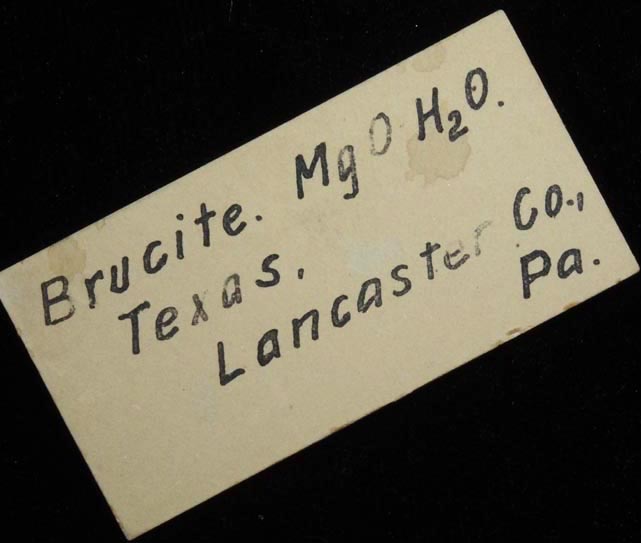 Brucite. MgO H₂O.
Texas,
Lancaster Co.,
Pa.